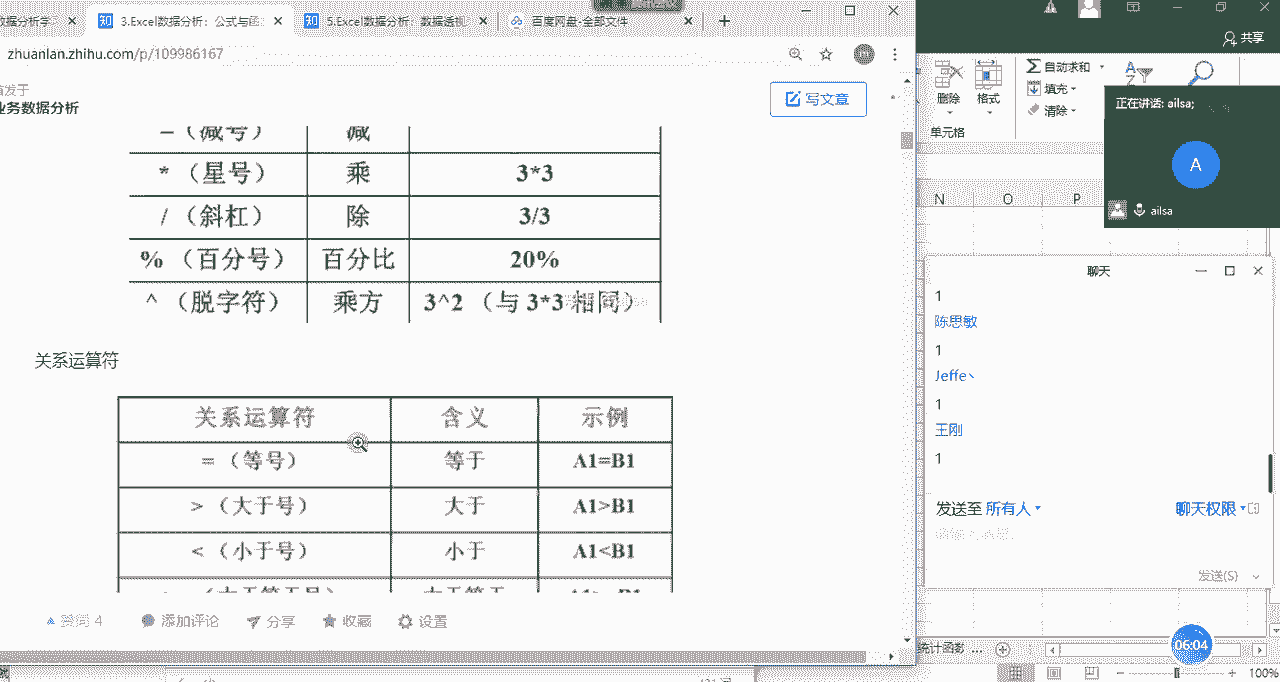 数据分析学 ×
知 3.Excel数据分析：公式与函 ×
知 5.Excel数据分析：数据透视 ×
百度网盘-全部文件 ×
zhuanlan.zhihu.com/p/109986167
业务数据分析
写文章
－（减号） 减
*（星号） 乘 3*3
/（斜杠） 除 3/3
%（百分号） 百分比 20%
^（脱字符） 乘方 3^2（与 3*3 相同）
关系运算符
关系运算符 含义 示例
=（等号） 等于 A1=B1
>（大于号） 大于 A1>B1
<（小于号） 小于 A1<B1
赞同 4 添加评论 分享 收藏 设置
共享
删除 格式
Σ 自动求和
填充
清除
单元格
正在讲话: ailsa;
A
ailsa
N O P
聊天
1
陈思敏
1
Jeffe丶
1
王刚
1
发送至 所有人
聊天权限
发送(S)
统计函数 ...
06:04
100%